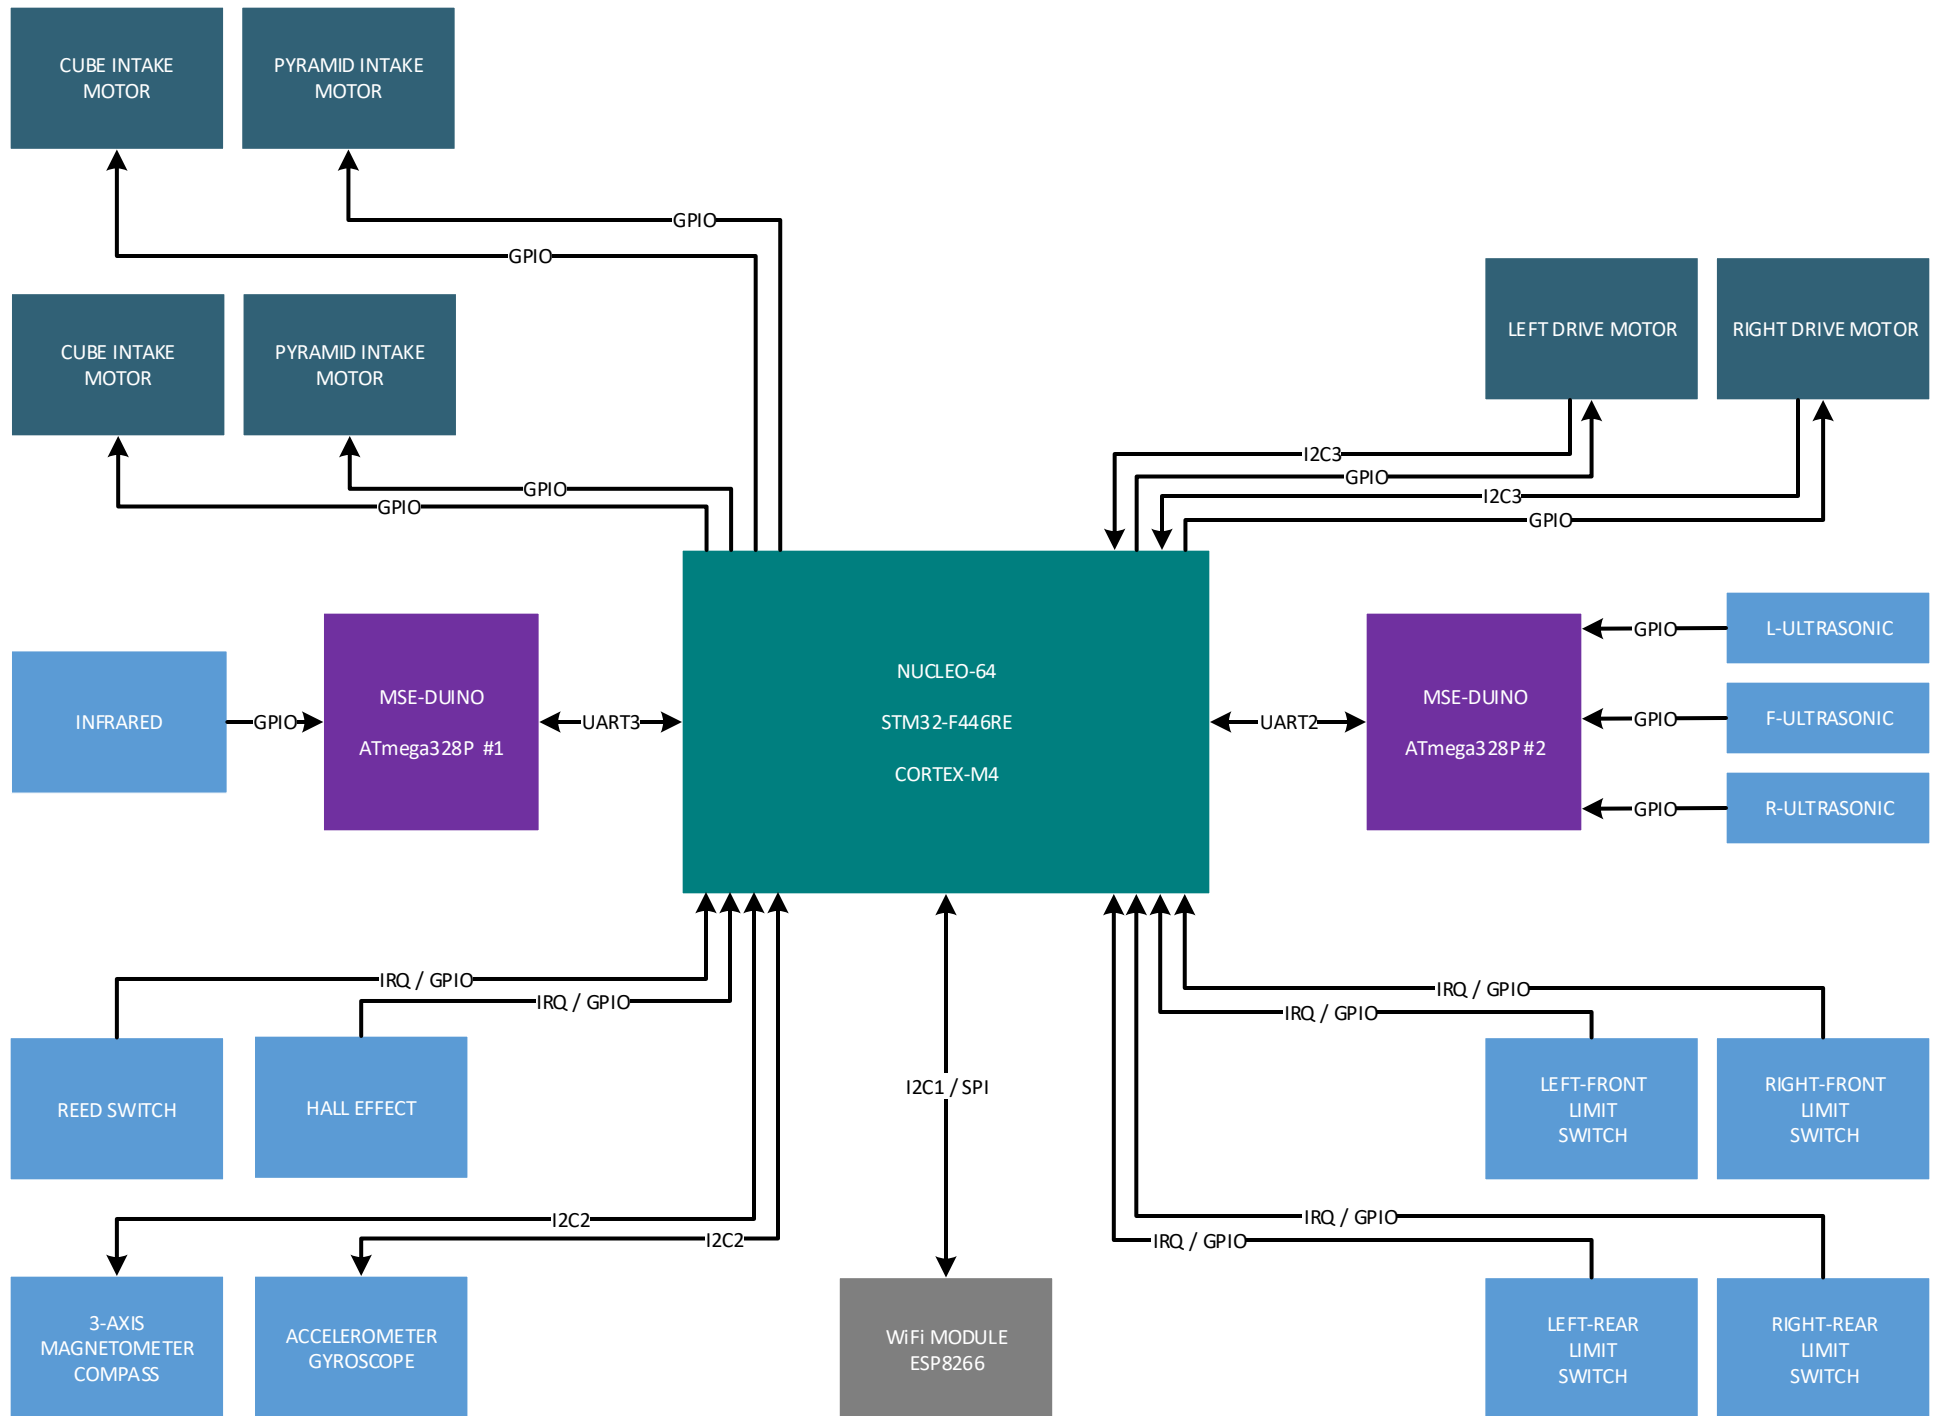 CUBE INTAKE
MOTOR
PYRAMID INTAKE
MOTOR
GPIO
GPIO
CUBE INTAKE
MOTOR
PYRAMID INTAKE
MOTOR
LEFT DRIVE MOTOR
RIGHT DRIVE MOTOR
I2C3
GPIO
I2C3
GPIO
GPIO
GPIO
INFRARED
GPIO
MSE-DUINO
ATmega328P #1
UART3
NUCLEO-64
STM32-F446RE
CORTEX-M4
UART2
MSE-DUINO
ATmega328P #2
GPIO
L-ULTRASONIC
GPIO
F-ULTRASONIC
GPIO
R-ULTRASONIC
IRQ / GPIO
IRQ / GPIO
IRQ / GPIO
IRQ / GPIO
REED SWITCH
HALL EFFECT
I2C1 / SPI
LEFT-FRONT
LIMIT
SWITCH
RIGHT-FRONT
LIMIT
SWITCH
I2C2
I2C2
IRQ / GPIO
IRQ / GPIO
3-AXIS
MAGNETOMETER
COMPASS
ACCELEROMETER
GYROSCOPE
WiFi MODULE
ESP8266
LEFT-REAR
LIMIT
SWITCH
RIGHT-REAR
LIMIT
SWITCH